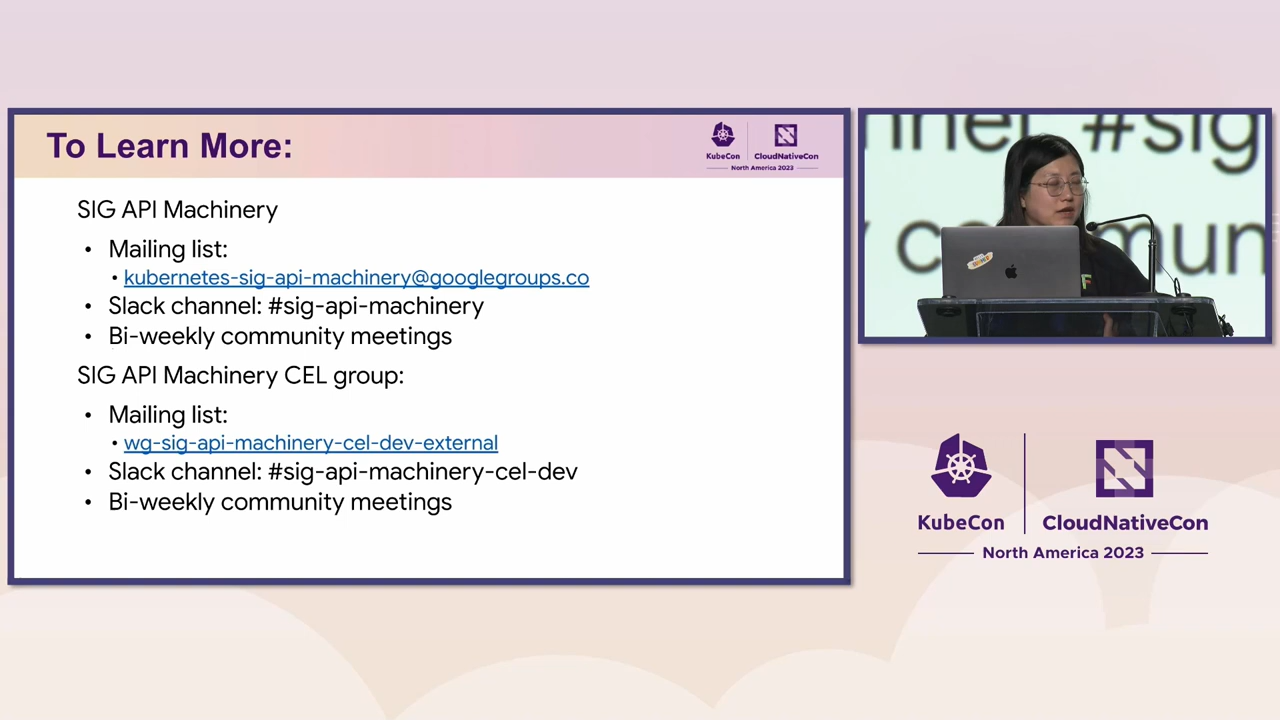 To Learn More:
KubeCon
CloudNativeCon
North America 2023
SIG API Machinery
• Mailing list:
• kubernetes-sig-api-machinery@googlegroups.co
• Slack channel: #sig-api-machinery
• Bi-weekly community meetings
SIG API Machinery CEL group:
• Mailing list:
• wg-sig-api-machinery-cel-dev-external
• Slack channel: #sig-api-machinery-cel-dev
• Bi-weekly community meetings
#sig
KubeCon
CloudNativeCon
North America 2023